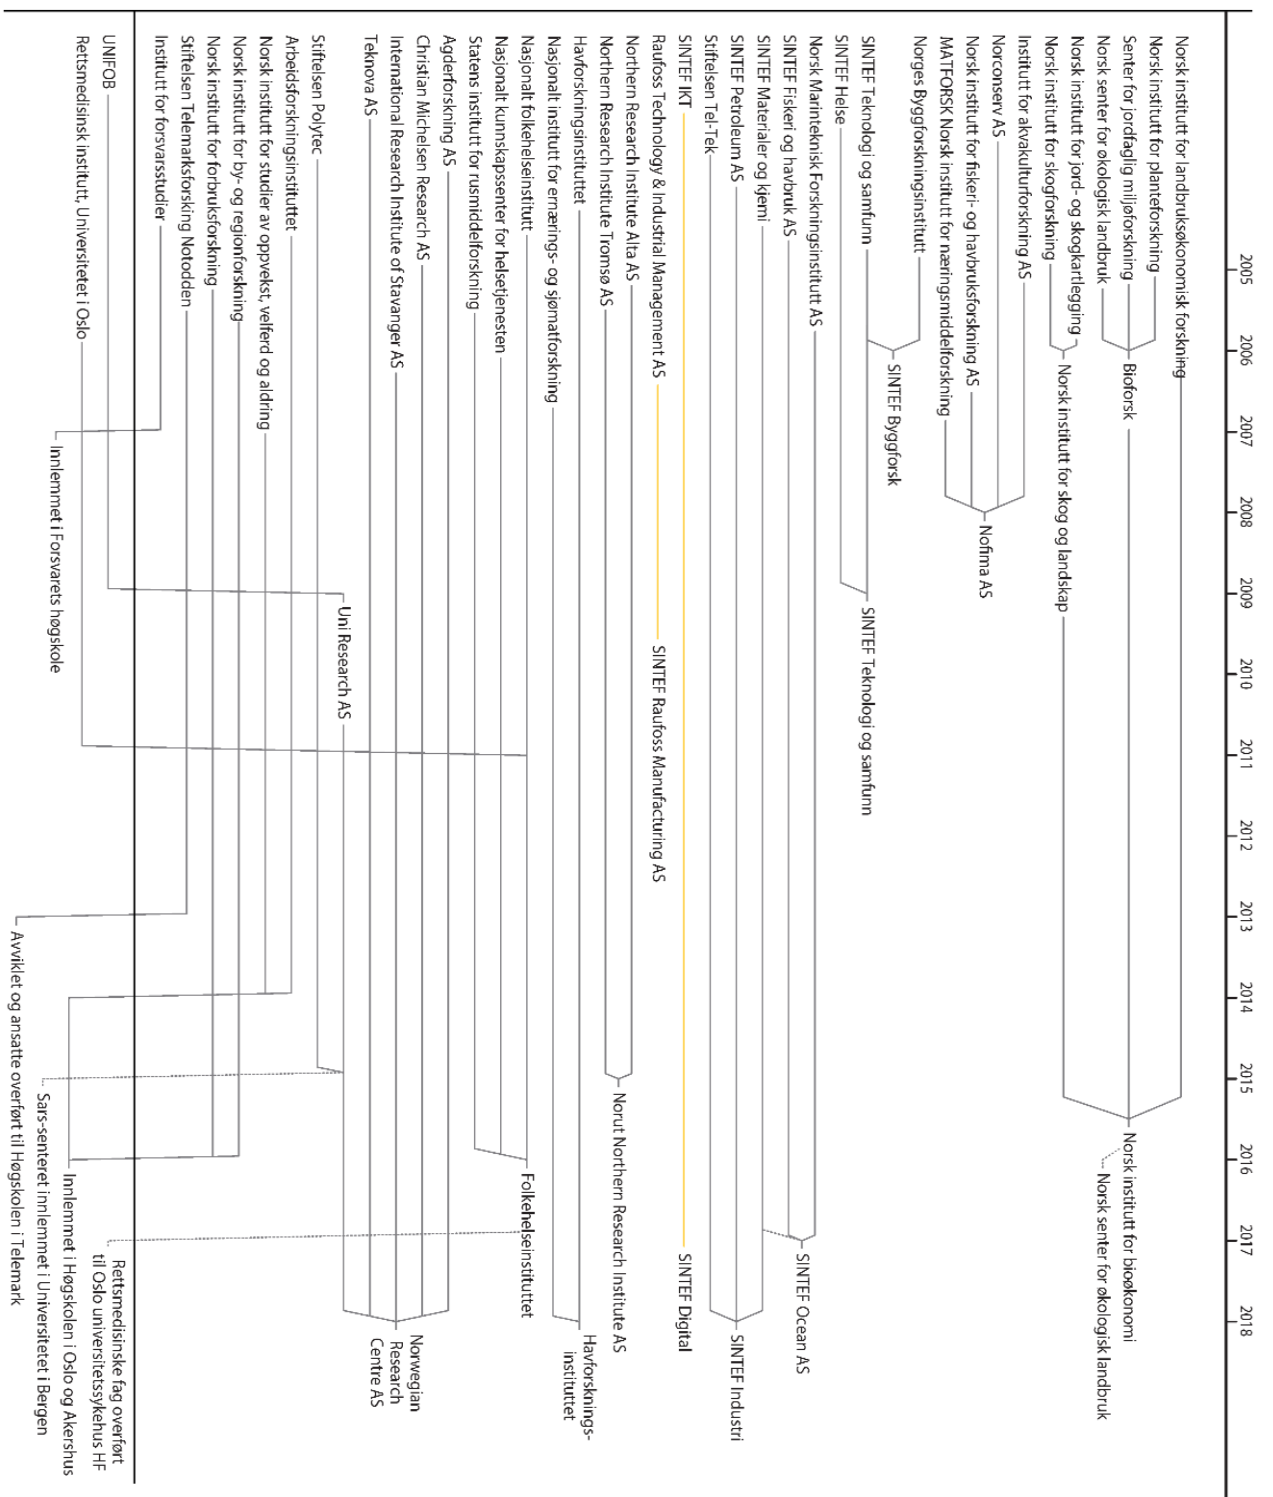 2005
2006
2007
2008
2009
2010
2011
2012
2013
2014
2015
2016
2017
2018
Norsk institutt for landbruksøkonomisk forskning
Norsk institutt for planteforskning
Senter for jordfaglig miljøforskning
Bioforsk
Norsk institutt for bioøkonomi
Norsk senter for økologisk landbruk
Norsk senter for økologisk landbruk
Norsk institutt for jord- og skogkartlegging
Norsk institutt for skog og landskap
Norsk institutt for skogforskning
Institutt for akvakulturforskning AS
Norconserv AS
Nofima AS
Norsk institutt for fiskeri- og havbruksforskning AS
MATFORSK Norsk institutt for næringsmiddelforskning
Norges Byggforskningsinstitutt
SINTEF Byggforsk
SINTEF Teknologi og samfunn
SINTEF Teknologi og samfunn
SINTEF Helse
Norsk Marinteknisk Forskningsinstitutt AS
SINTEF Ocean AS
SINTEF Fiskeri og havbruk AS
SINTEF Materialer og kjemi
SINTEF Petroleum AS
SINTEF Industri
Stiftelsen Tel-Tek
SINTEF IKT
SINTEF Digital
Raufoss Technology & Industrial Management AS
SINTEF Raufoss Manufacturing AS
Northern Research Institute Alta AS
Norut Northern Research Institute AS
Northern Research Institute Tromsø AS
Havforskningsinstituttet
Havforsknings-
instituttet
Nasjonalt institutt for ernærings- og sjømatforskning
Nasjonalt folkehelseinstitutt
Folkehelseinstituttet
Nasjonalt kunnskapssenter for helsetjenesten
Statens institutt for rusmiddelforskning
Agderforskning AS
Christian Michelsen Research AS
International Research Institute of Stavanger AS
Norwegian
Research
Centre AS
Teknova AS
Uni Research AS
Stiftelsen Polytec
Arbeidsforskningsinstituttet
Norsk institutt for studier av oppvekst, velferd og aldring
Norsk institutt for by- og regionforskning
Norsk institutt for forbruksforskning
Stiftelsen Telemarksforsking Notodden
Institutt for forsvarsstudier
UNIFOB
Rettsmedisinsk institutt, Universitetet i Oslo
Rettsmedisinske fag overført
til Oslo universitetssykehus HF
Innlemmet i Høgskolen i Oslo og Akershus
Innlemmet i Forsvarets høgskole
Sars-senteret innlemmet i Universitetet i Bergen
Avviklet og ansatte overført til Høgskolen i Telemark